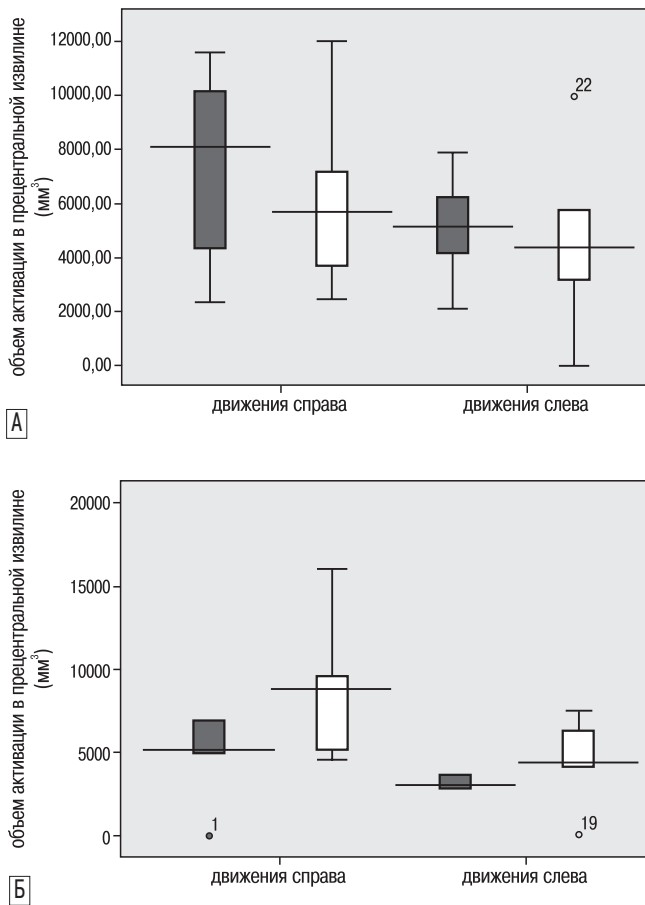 объем активации в прецентральной извилине
(мм³)
12000,00
10000,00
8000,00
6000,00
4000,00
2000,00
0,00
22
движения справа
движения слева
А
объем активации в прецентральной извилине
(мм³)
20000
15000
10000
5000
0
1
19
движения справа
движения слева
Б